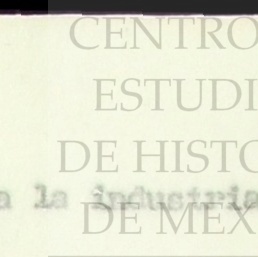 CENTRO
ESTUDI
DE HISTO
a la industria
DE MEX